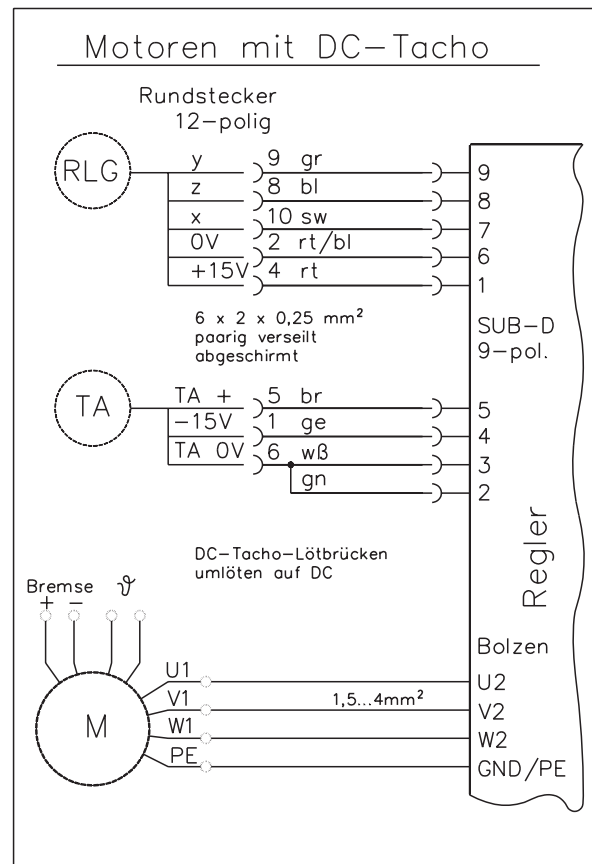 Motoren mit DC-Tacho
Rundstecker
12-polig
RLG
y 9 gr 9
z 8 bl 8
x 10 sw 7
0V 2 rt/bl 6
+15V 4 rt 1
6 x 2 x 0,25 mm²
paarig verseilt
abgeschirmt
SUB-D
9-pol.
TA
TA + 5 br 5
-15V 1 ge 4
TA 0V 6 wß 3
gn 2
DC-Tacho-Lötbrücken
umlöten auf DC
Regler
Bremse ϑ
+ -
Bolzen
M
U1 U2
V1 1,5...4mm² V2
W1 W2
PE GND/PE